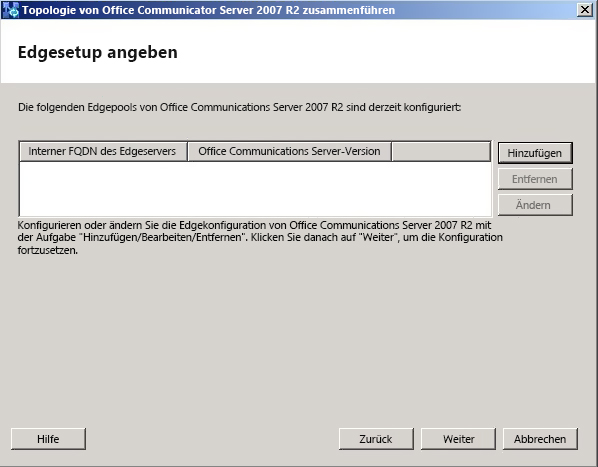 Topologie von Office Communicator Server 2007 R2 zusammenführen
Edgesetup angeben
Die folgenden Edgepools von Office Communications Server 2007 R2 sind derzeit konfiguriert:
Interner FQDN des Edgeservers Office Communications Server-Version
Hinzufügen
Entfernen
Ändern
Konfigurieren oder ändern Sie die Edgekonfiguration von Office Communications Server 2007 R2 mit
der Aufgabe "Hinzufügen/Bearbeiten/Entfernen". Klicken Sie danach auf "Weiter", um die Konfiguration
fortzusetzen.
Hilfe Zurück Weiter Abbrechen